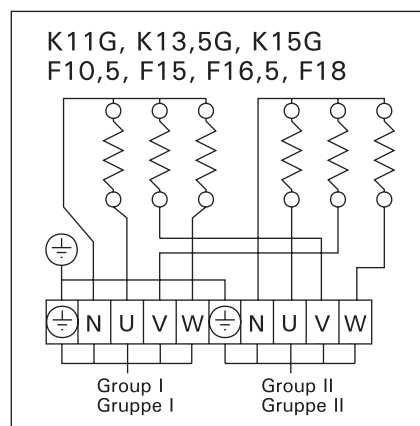 K11G, K13,5G, K15G
F10,5, F15, F16,5, F18
N U V W N U V W
Group I Group II
Gruppe I Gruppe II